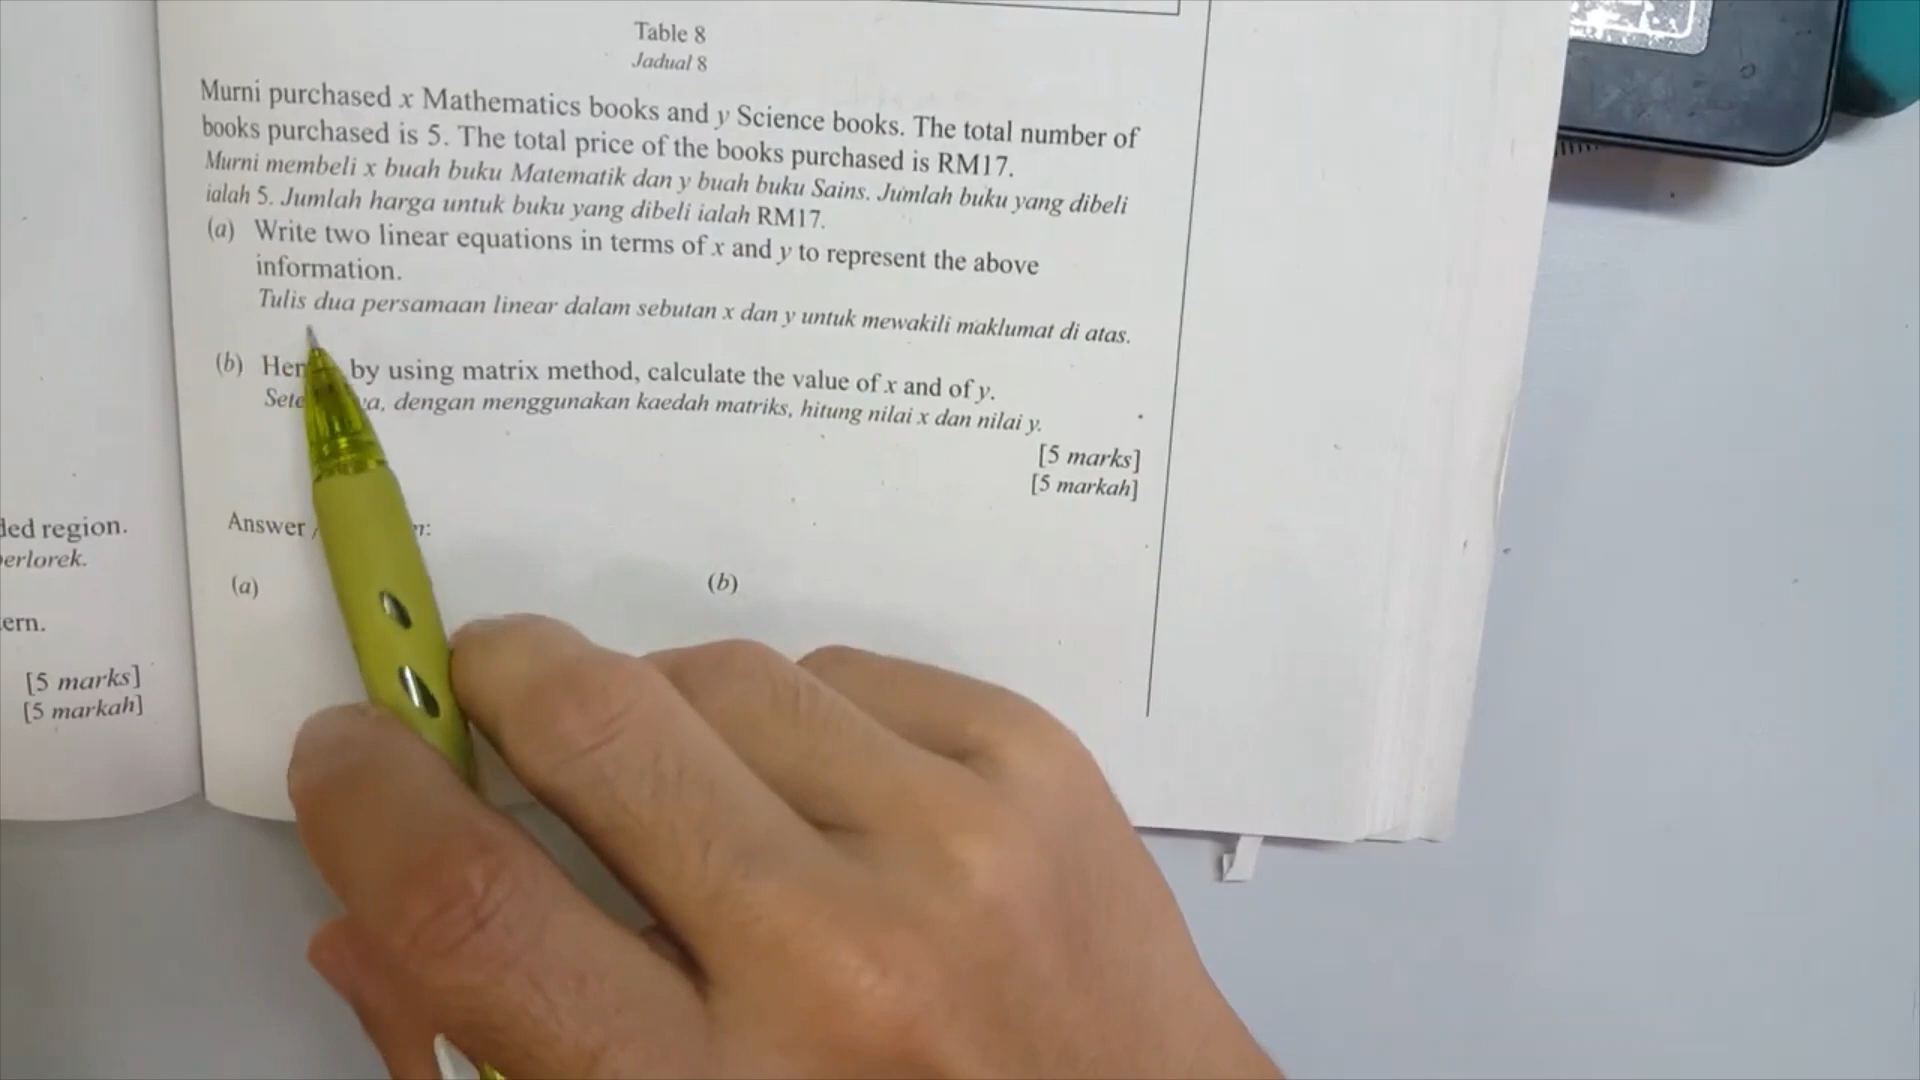 Table 8
Jadual 8
Murni purchased x Mathematics books and y Science books. The total number of
books purchased is 5. The total price of the books purchased is RM17.
Murni membeli x buah buku Matematik dan y buah buku Sains. Jumlah buku yang dibeli
ialah 5. Jumlah harga untuk buku yang dibeli ialah RM17.
(a) Write two linear equations in terms of x and y to represent the above
information.
Tulis dua persamaan linear dalam sebutan x dan y untuk mewakili maklumat di atas.
(b) by using matrix method, calculate the value of x and of y.
dengan menggunakan kaedah matriks, hitung nilai x dan nilai y.
[5 marks]
[5 markah]
Answer
(a)
(b)
region.
ern.
[5 marks]
[5 markah]